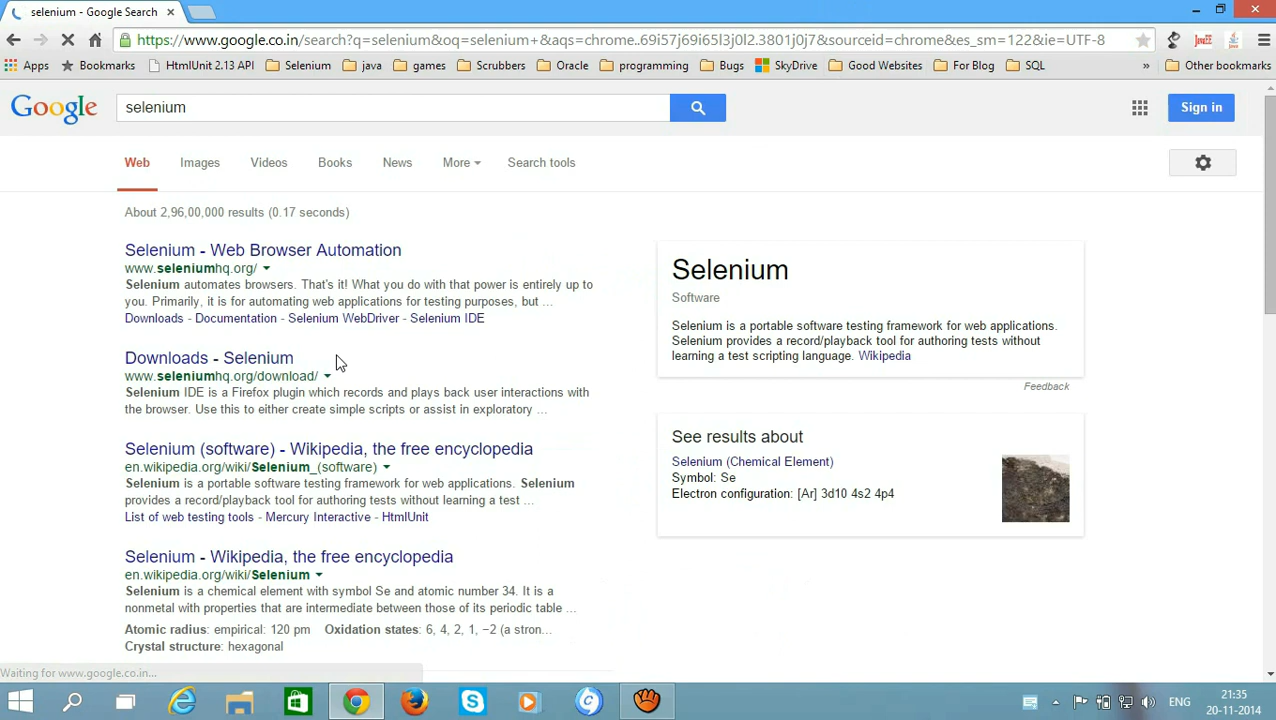 selenium - Google Search
https://www.google.co.in/search?q=selenium&oq=selenium+&aqs=chrome..69i57j69i65l3j0l2.3801j0j7&sourceid=chrome&es_sm=122&ie=UTF-8
Apps Bookmarks HtmlUnit 2.13 API Selenium java games Scrubbers Oracle programming Bugs SkyDrive Good Websites For Blog SQL » Other bookmarks
Google selenium Sign in
Web Images Videos Books News More Search tools
About 2,96,00,000 results (0.17 seconds)
Selenium - Web Browser Automation
www.seleniumhq.org/
Selenium automates browsers. That's it! What you do with that power is entirely up to
you. Primarily, it is for automating web applications for testing purposes, but ...
Downloads - Documentation - Selenium WebDriver - Selenium IDE
Downloads - Selenium
www.seleniumhq.org/download/
Selenium IDE is a Firefox plugin which records and plays back user interactions with
the browser. Use this to either create simple scripts or assist in exploratory ...
Selenium (software) - Wikipedia, the free encyclopedia
en.wikipedia.org/wiki/Selenium_(software)
Selenium is a portable software testing framework for web applications. Selenium
provides a record/playback tool for authoring tests without learning a test ...
List of web testing tools - Mercury Interactive - HtmlUnit
Selenium - Wikipedia, the free encyclopedia
en.wikipedia.org/wiki/Selenium
Selenium is a chemical element with symbol Se and atomic number 34. It is a
nonmetal with properties that are intermediate between those of its periodic table ...
Atomic radius: empirical: 120 pm Oxidation states: 6, 4, 2, 1, −2 (a stron...
Crystal structure: hexagonal
Selenium
Software
Selenium is a portable software testing framework for web applications.
Selenium provides a record/playback tool for authoring tests without
learning a test scripting language. Wikipedia
Feedback
See results about
Selenium (Chemical Element)
Symbol: Se
Electron configuration: [Ar] 3d10 4s2 4p4
Waiting for www.google.co.in...
ENG
21:35
20-11-2014